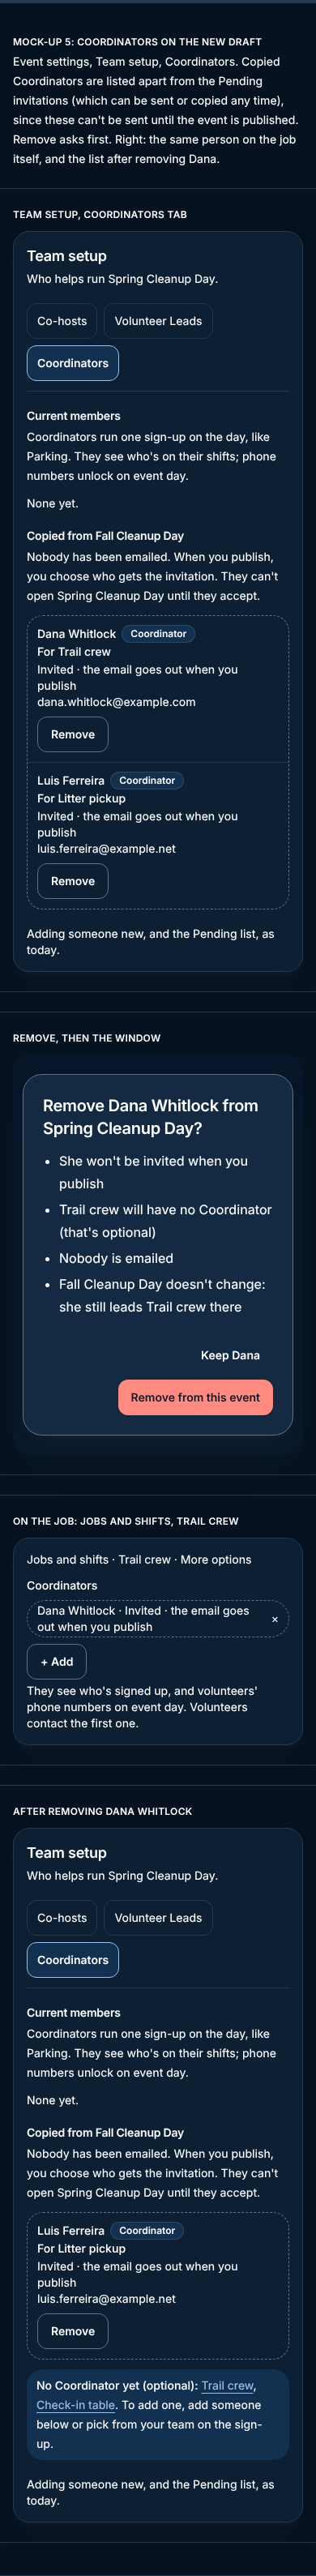 MOCK-UP 5: COORDINATORS ON THE NEW DRAFT
Event settings, Team setup, Coordinators. Copied
Coordinators are listed apart from the Pending
invitations (which can be sent or copied any time),
since these can't be sent until the event is published.
Remove asks first. Right: the same person on the job
itself, and the list after removing Dana.
TEAM SETUP, COORDINATORS TAB
Team setup
Who helps run Spring Cleanup Day.
Co-hosts
Volunteer Leads
Coordinators
Current members
Coordinators run one sign-up on the day, like
Parking. They see who's on their shifts; phone
numbers unlock on event day.
None yet.
Copied from Fall Cleanup Day
Nobody has been emailed. When you publish,
you choose who gets the invitation. They can't
open Spring Cleanup Day until they accept.
Dana Whitlock Coordinator
For Trail crew
Invited · the email goes out when you
publish
dana.whitlock@example.com
Remove
Luis Ferreira Coordinator
For Litter pickup
Invited · the email goes out when you
publish
luis.ferreira@example.net
Remove
Adding someone new, and the Pending list, as
today.
REMOVE, THEN THE WINDOW
Remove Dana Whitlock from
Spring Cleanup Day?
• She won't be invited when you
publish
• Trail crew will have no Coordinator
(that's optional)
• Nobody is emailed
• Fall Cleanup Day doesn't change:
she still leads Trail crew there
Keep Dana
Remove from this event
ON THE JOB: JOBS AND SHIFTS, TRAIL CREW
Jobs and shifts · Trail crew · More options
Coordinators
Dana Whitlock · Invited · the email goes
out when you publish ×
+ Add
They see who's signed up, and volunteers'
phone numbers on event day. Volunteers
contact the first one.
AFTER REMOVING DANA WHITLOCK
Team setup
Who helps run Spring Cleanup Day.
Co-hosts
Volunteer Leads
Coordinators
Current members
Coordinators run one sign-up on the day, like
Parking. They see who's on their shifts; phone
numbers unlock on event day.
None yet.
Copied from Fall Cleanup Day
Nobody has been emailed. When you publish,
you choose who gets the invitation. They can't
open Spring Cleanup Day until they accept.
Luis Ferreira Coordinator
For Litter pickup
Invited · the email goes out when you
publish
luis.ferreira@example.net
Remove
No Coordinator yet (optional): Trail crew,
Check-in table. To add one, add someone
below or pick from your team on the sign-
up.
Adding someone new, and the Pending list, as
today.